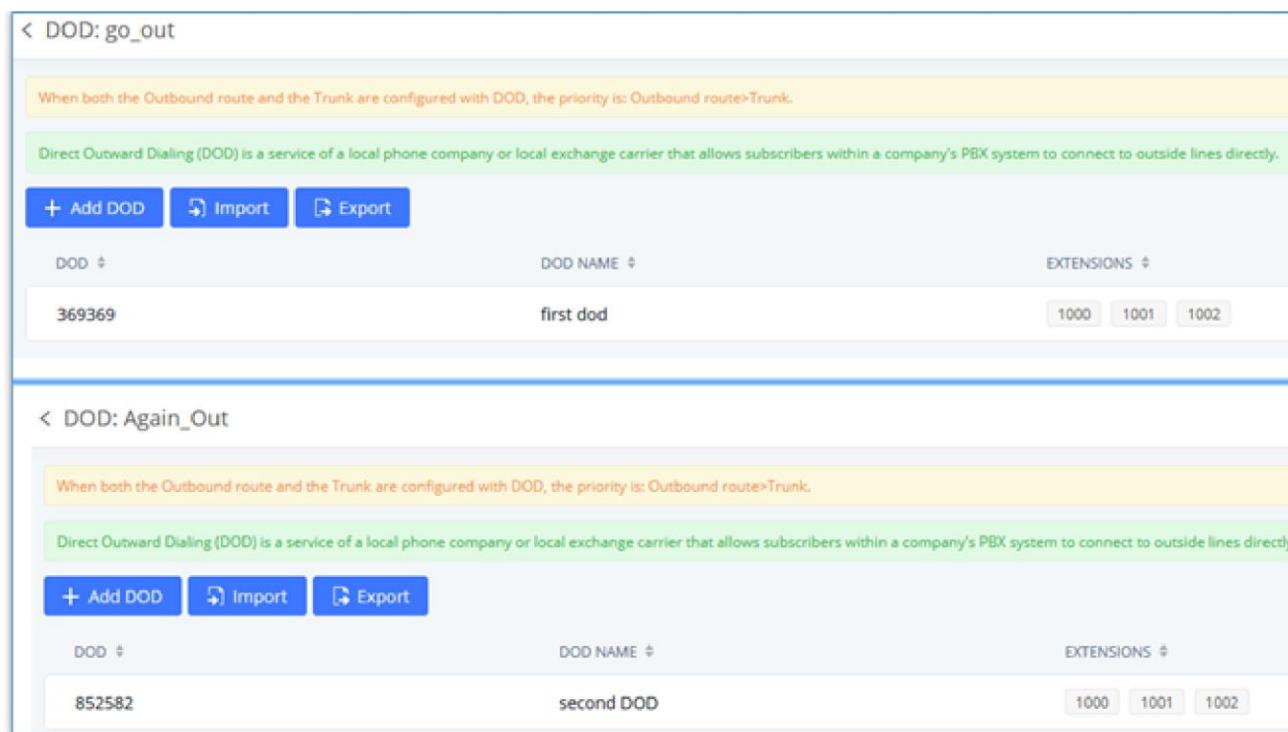 DOD: go_out
When both the Outbound route and the Trunk are configured with DOD, the priority is: Outbound route>Trunk.
Direct Outward Dialing (DOD) is a service of a local phone company or local exchange carrier that allows subscribers within a company's PBX system to connect to outside lines directly.
+ Add DOD Import Export
DOD DOD NAME EXTENSIONS
369369 first dod 1000 1001 1002
DOD: Again_Out
When both the Outbound route and the Trunk are configured with DOD, the priority is: Outbound route>Trunk.
Direct Outward Dialing (DOD) is a service of a local phone company or local exchange carrier that allows subscribers within a company's PBX system to connect to outside lines directly
+ Add DOD Import Export
DOD DOD NAME EXTENSIONS
852582 second DOD 1000 1001 1002